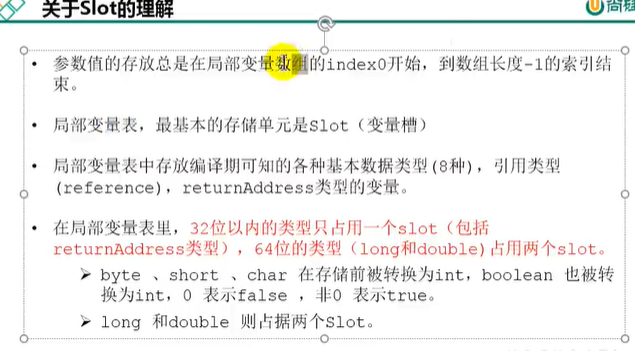 关于Slot的理解
• 参数值的存放总是在局部变量数组的index0开始，到数组长度-1的索引结
束。
• 局部变量表，最基本的存储单元是Slot（变量槽）
• 局部变量表中存放编译期可知的各种基本数据类型(8种)，引用类型
(reference)，returnAddress类型的变量。
• 在局部变量表里，32位以内的类型只占用一个slot（包括
returnAddress类型），64位的类型（long和double)占用两个slot。
➢ byte 、short 、char 在存储前被转换为int，boolean 也被转
换为int，0 表示false ，非0 表示true。
➢ long 和double 则占据两个Slot。